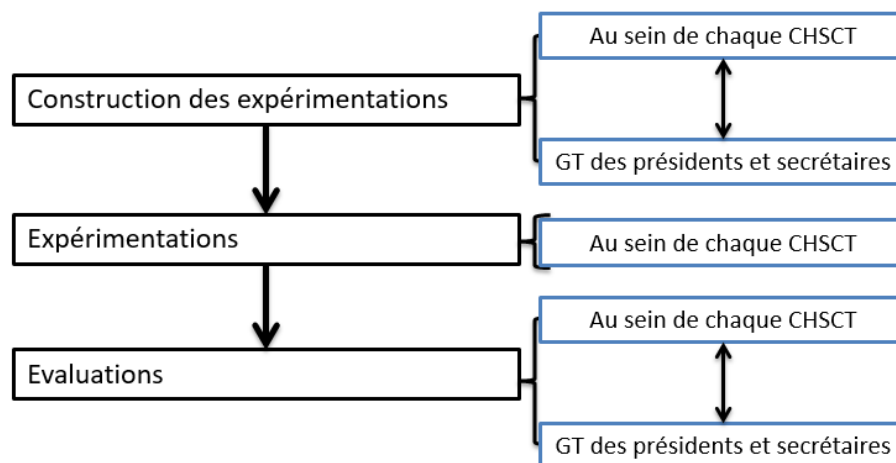 Au sein de chaque CHSCT
Construction des expérimentations
GT des présidents et secrétaires
Expérimentations
Au sein de chaque CHSCT
Au sein de chaque CHSCT
Evaluations
GT des présidents et secrétaires